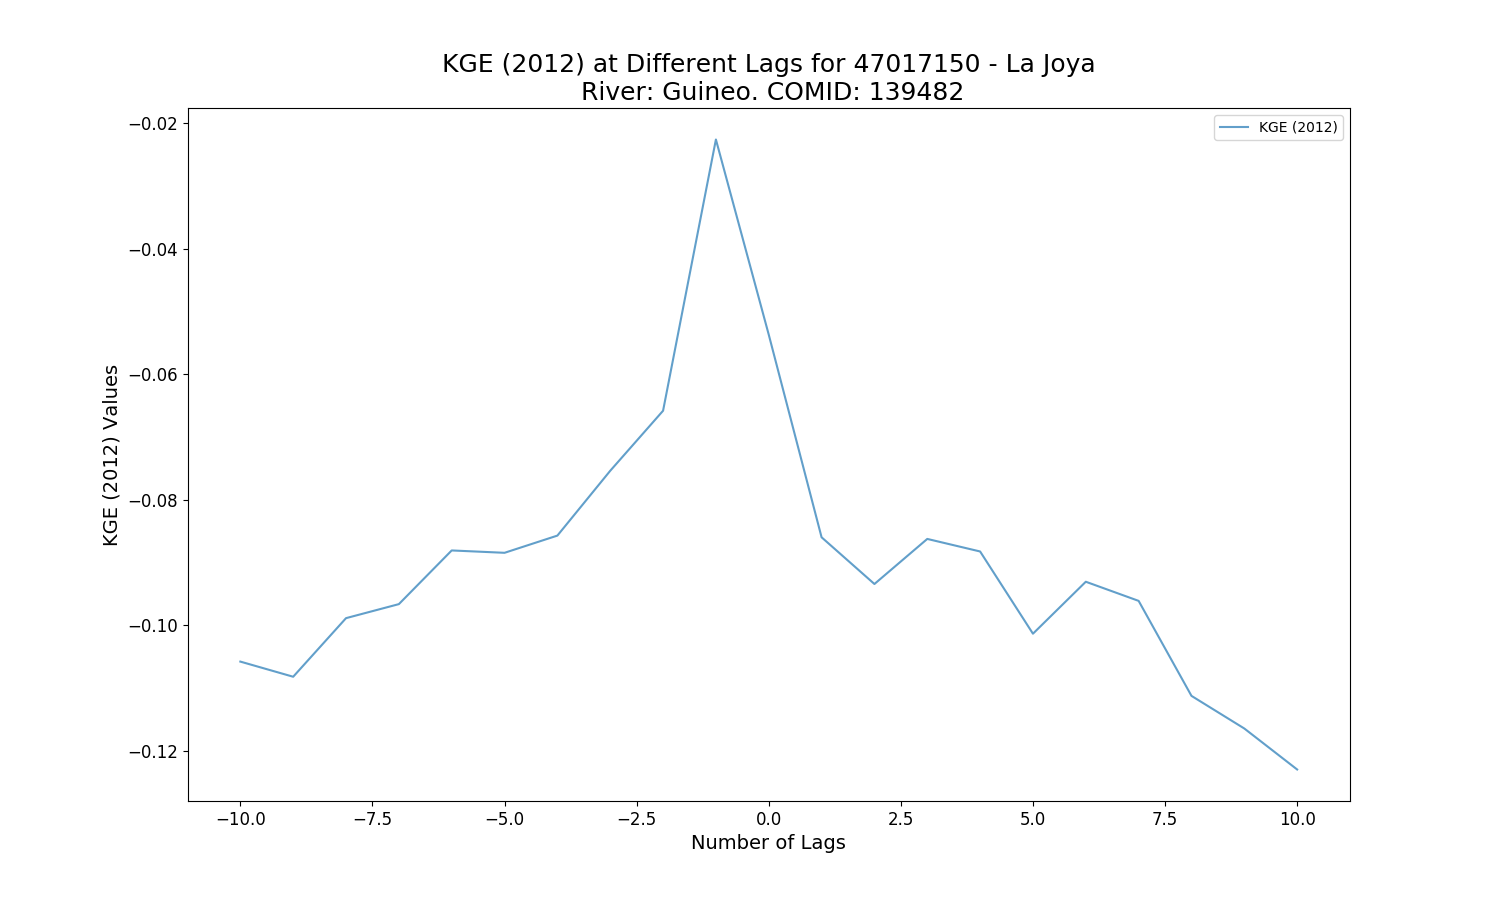 KGE (2012) at Different Lags for 47017150 - La Joya
River: Guineo. COMID: 139482
KGE (2012)
−0.02
−0.04
−0.06
−0.08
−0.10
−0.12
KGE (2012) Values
−10.0 −7.5 −5.0 −2.5 0.0 2.5 5.0 7.5 10.0
Number of Lags